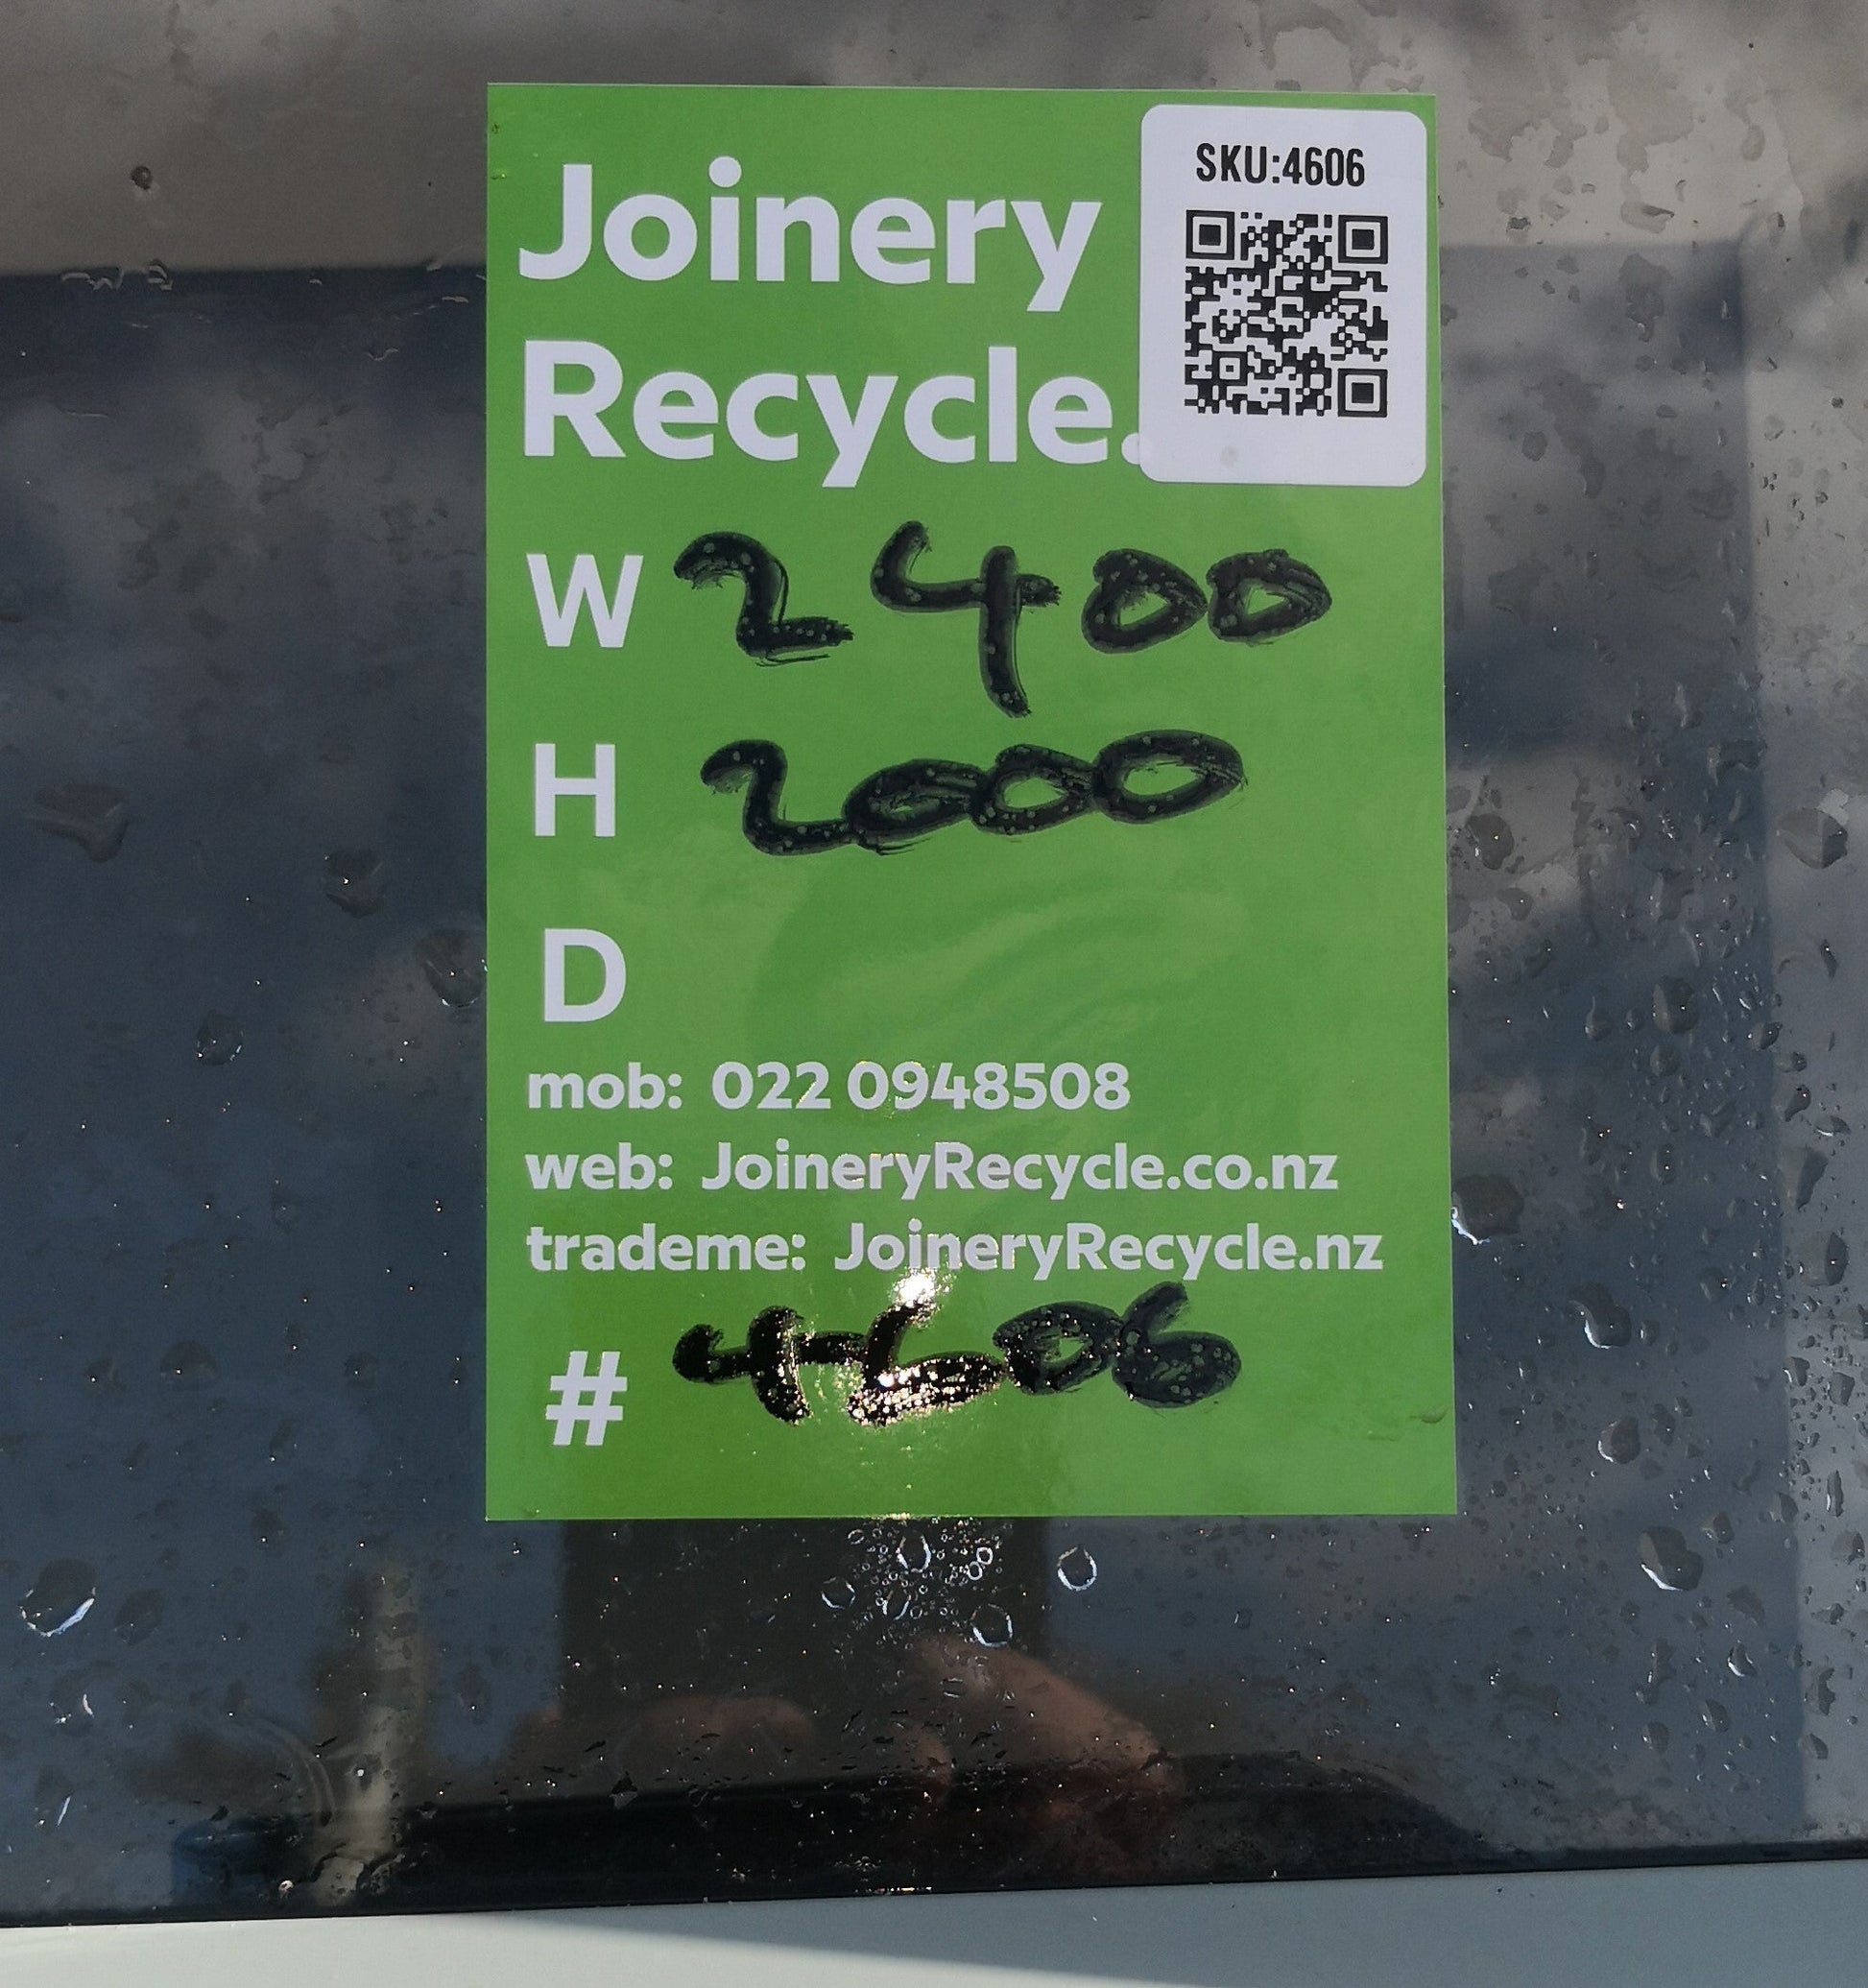 SKU:4606
Joinery
Recycle.
W 2400
H 2000
D
mob: 022 0948508
web: JoineryRecycle.co.nz
trademe: JoineryRecycle.nz
# 4606